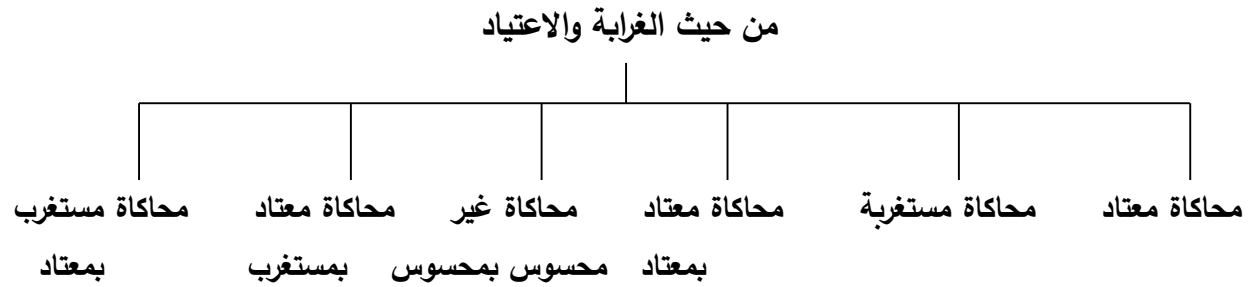 من حيث الغرابة والاعتياد
محاكاة معتاد
محاكاة مستغربة
محاكاة معتاد
بمعتاد
محاكاة غير
محسوس بمحسوس
محاكاة معتاد
بمستغرب
محاكاة مستغرب
بمعتاد